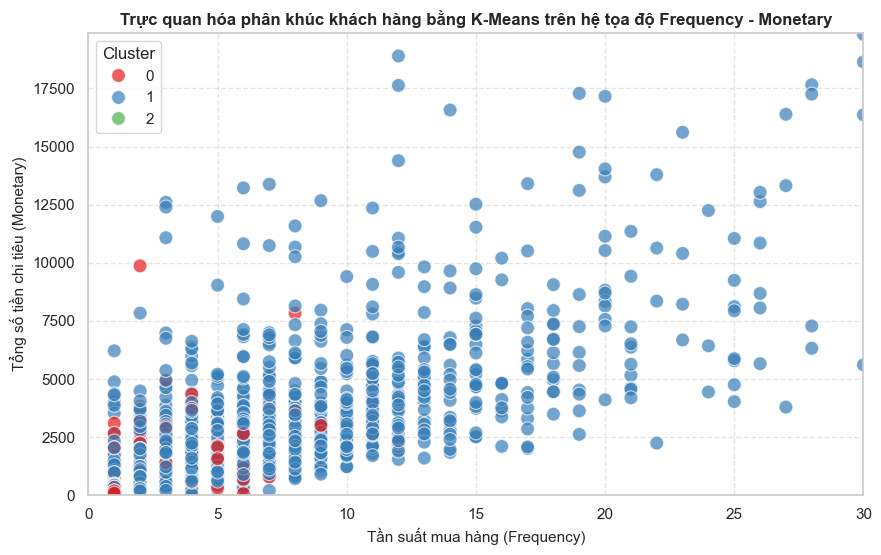 Trực quan hóa phân khúc khách hàng bằng K-Means trên hệ tọa độ Frequency - Monetary
Cluster
0
1
2
Tổng số tiền chi tiêu (Monetary)
17500
15000
12500
10000
7500
5000
2500
0
0 5 10 15 20 25 30
Tần suất mua hàng (Frequency)